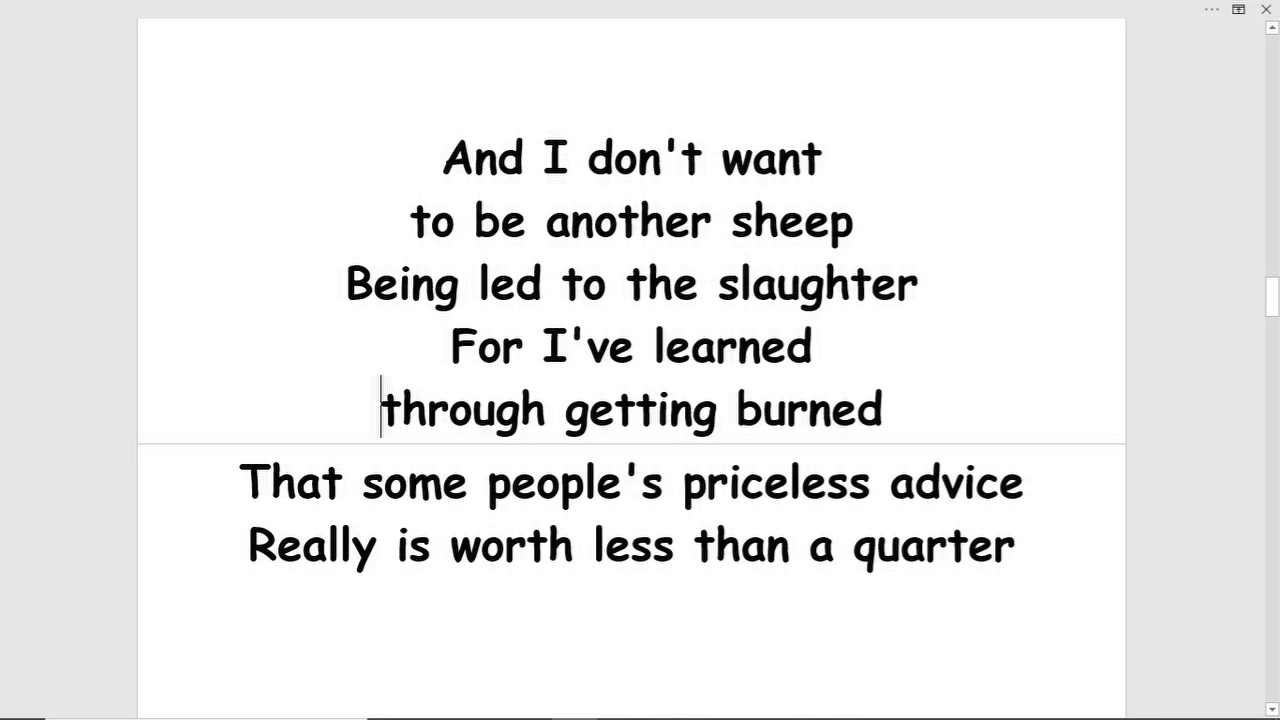 And I don't want
to be another sheep
Being led to the slaughter
For I've learned
through getting burned
That some people's priceless advice
Really is worth less than a quarter